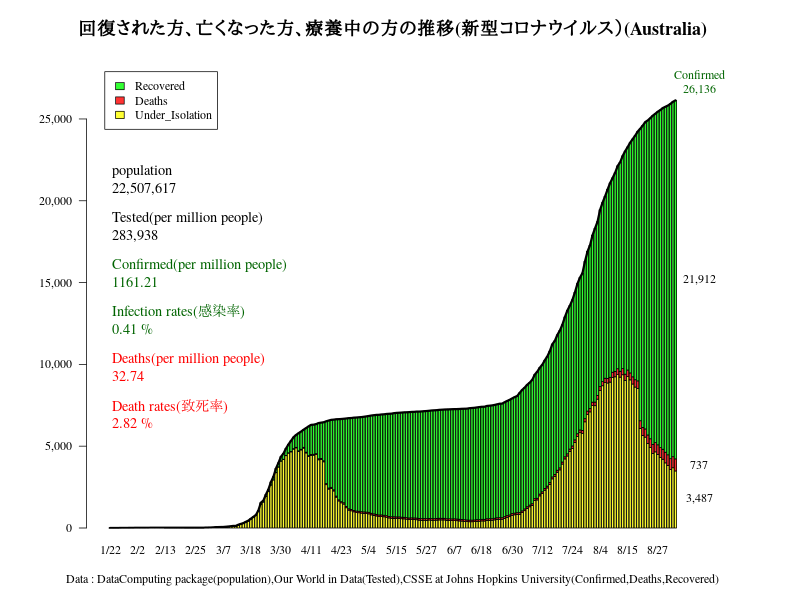 回復された方、亡くなった方、療養中の方の推移(新型コロナウイルス）(Australia)
Confirmed
26,136
Recovered
Deaths
Under_Isolation
25,000
20,000
15,000
10,000
5,000
0
population
22,507,617
Tested(per million people)
283,938
Confirmed(per million people)
1161.21
Infection rates(感染率)
0.41 %
Deaths(per million people)
32.74
Death rates(致死率)
2.82 %
21,912
737
3,487
1/22 2/2 2/13 2/25 3/7 3/18 3/30 4/11 4/23 5/4 5/15 5/27 6/7 6/18 6/30 7/12 7/24 8/4 8/15 8/27
Data : DataComputing package(population),Our World in Data(Tested),CSSE at Johns Hopkins University(Confirmed,Deaths,Recovered)